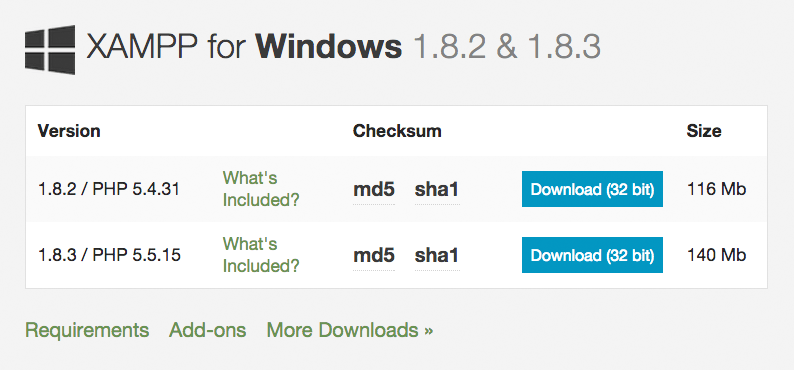 XAMPP for Windows 1.8.2 & 1.8.3
Version Checksum Size
1.8.2 / PHP 5.4.31 What's Included? md5 sha1 Download (32 bit) 116 Mb
1.8.3 / PHP 5.5.15 What's Included? md5 sha1 Download (32 bit) 140 Mb
Requirements Add-ons More Downloads »